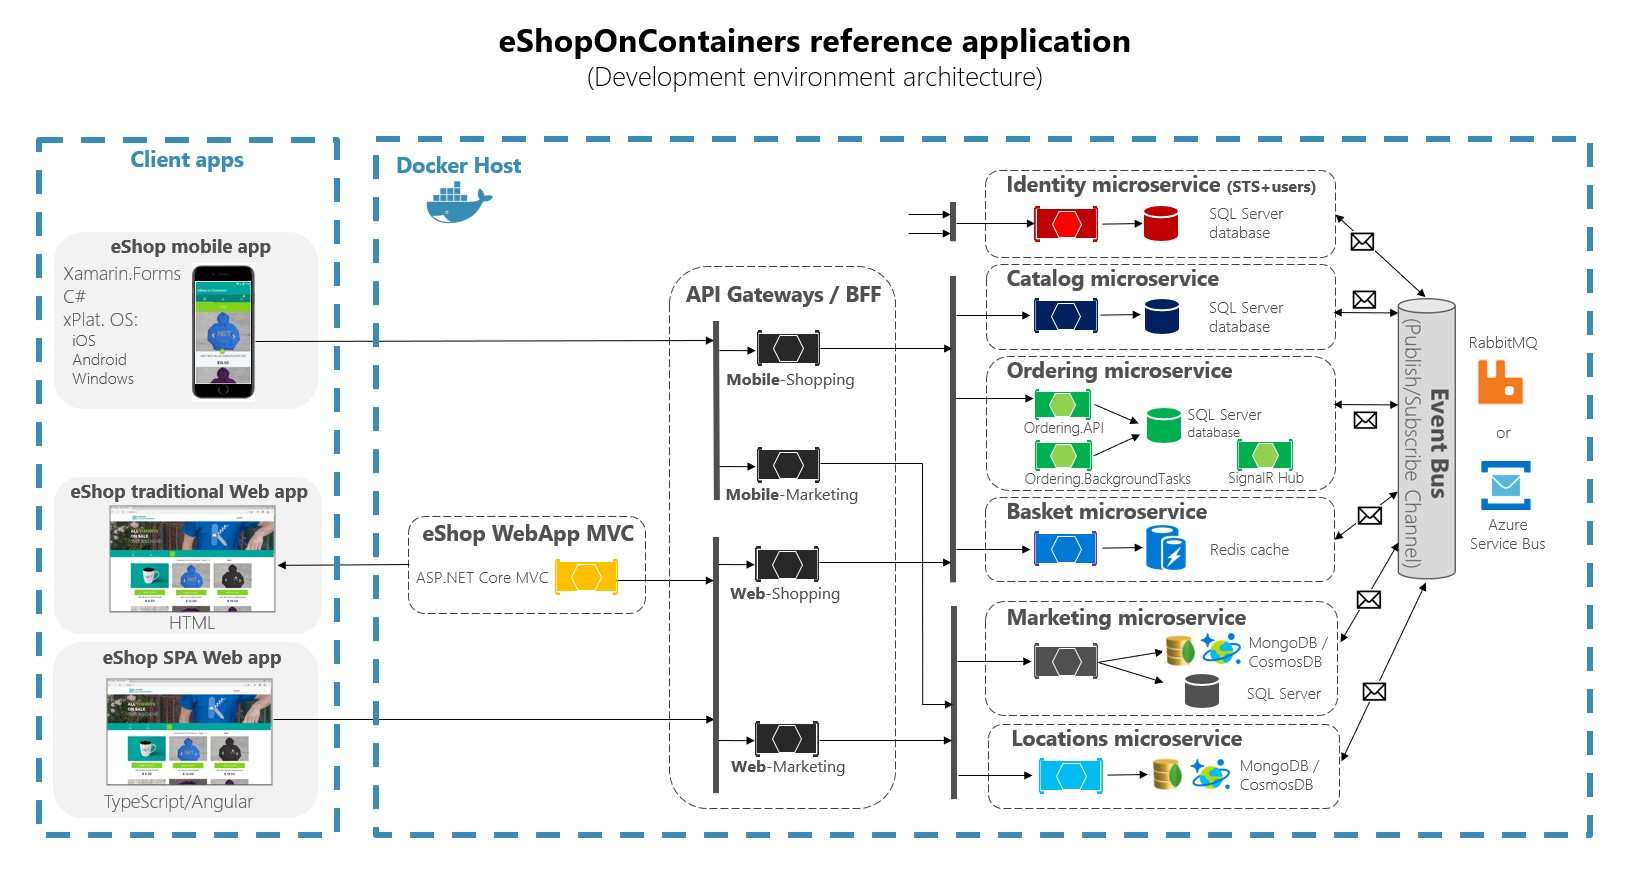 eShopOnContainers reference application
(Development environment architecture)
Client apps
eShop mobile app
Xamarin.Forms
C#
xPlat. OS:
iOS
Android
Windows
eShop traditional Web app
HTML
eShop SPA Web app
TypeScript/Angular
Docker Host
eShop WebApp MVC
ASP.NET Core MVC
API Gateways / BFF
Mobile-Shopping
Mobile-Marketing
Web-Shopping
Web-Marketing
Identity microservice (STS+users)
SQL Server
database
Catalog microservice
SQL Server
database
Ordering microservice
Ordering.API
SQL Server
database
Ordering.BackgroundTasks
SignalR Hub
Basket microservice
Redis cache
Marketing microservice
MongoDB /
CosmosDB
SQL Server
Locations microservice
MongoDB /
CosmosDB
Event Bus
(Publish/Subscribe Channel)
RabbitMQ
or
Azure
Service Bus